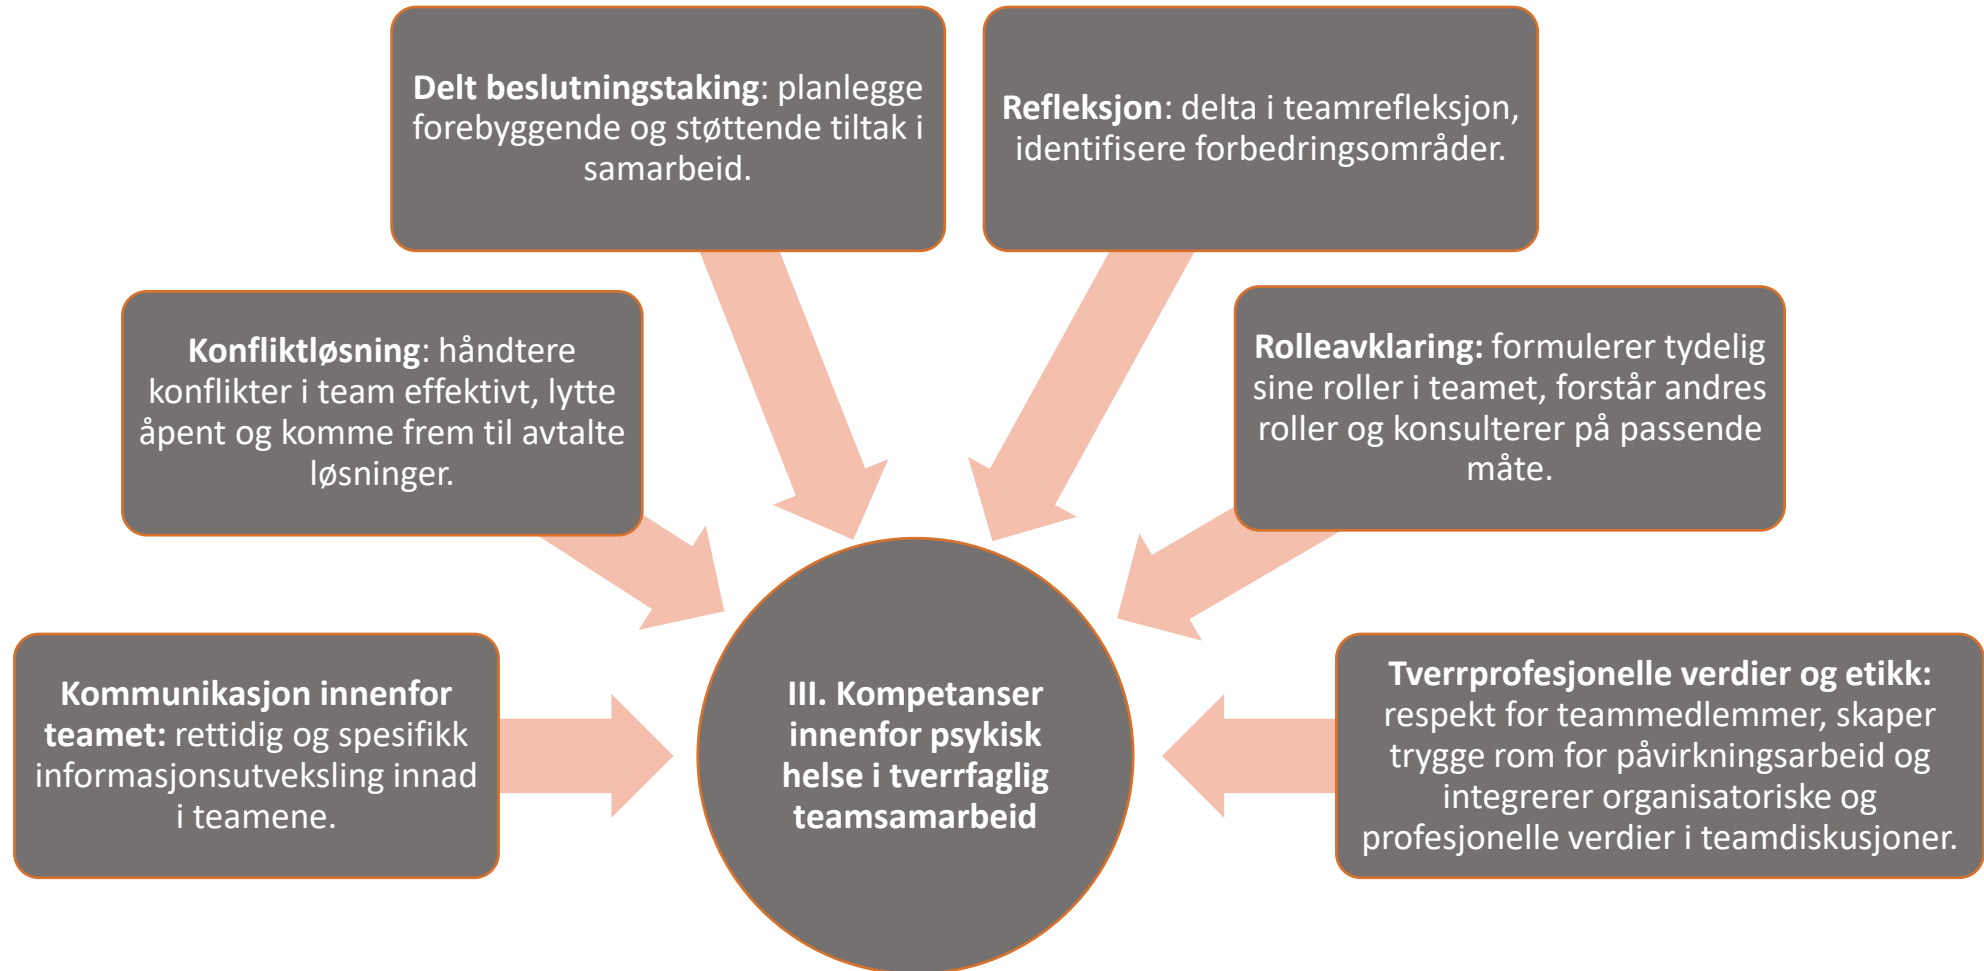 Delt beslutningstaking: planlegge
forebyggende og støttende tiltak i
samarbeid.
Refleksjon: delta i teamrefleksjon,
identifisere forbedringsområder.
Konfliktløsning: håndtere
konflikter i team effektivt, lytte
åpent og komme frem til avtalte
løsninger.
Rolleavklaring: formulerer tydelig
sine roller i teamet, forstår andres
roller og konsulterer på passende
måte.
Kommunikasjon innenfor
teamet: rettidig og spesifikk
informasjonsutveksling innad
i teamene.
III. Kompetanser
innenfor psykisk
helse i tverrfaglig
teamsamarbeid
Tverrprofesjonelle verdier og etikk:
respekt for teammedlemmer, skaper
trygge rom for påvirkningsarbeid og
integrerer organisatoriske og
profesjonelle verdier i teamdiskusjoner.